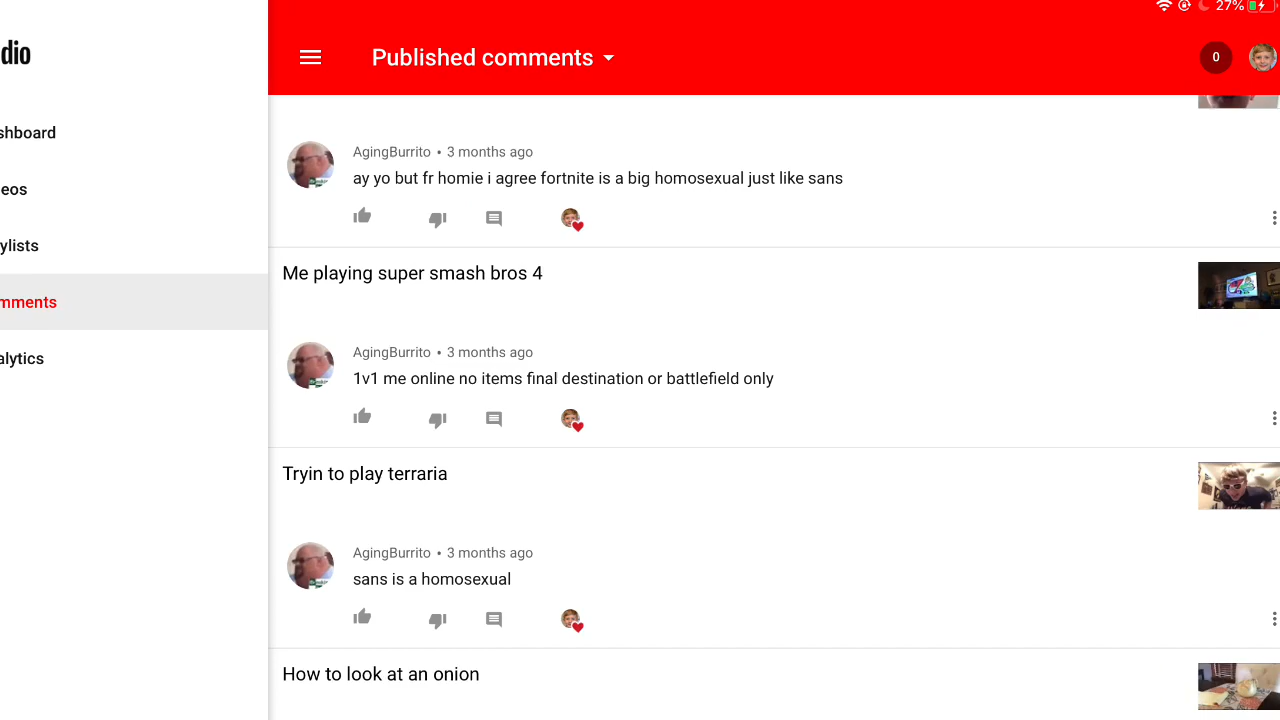 27%
dio
Published comments
0
shboard
eos
ylists
mments
alytics
AgingBurrito • 3 months ago
ay yo but fr homie i agree fortnite is a big homosexual just like sans
Me playing super smash bros 4
AgingBurrito • 3 months ago
1v1 me online no items final destination or battlefield only
Tryin to play terraria
AgingBurrito • 3 months ago
sans is a homosexual
How to look at an onion